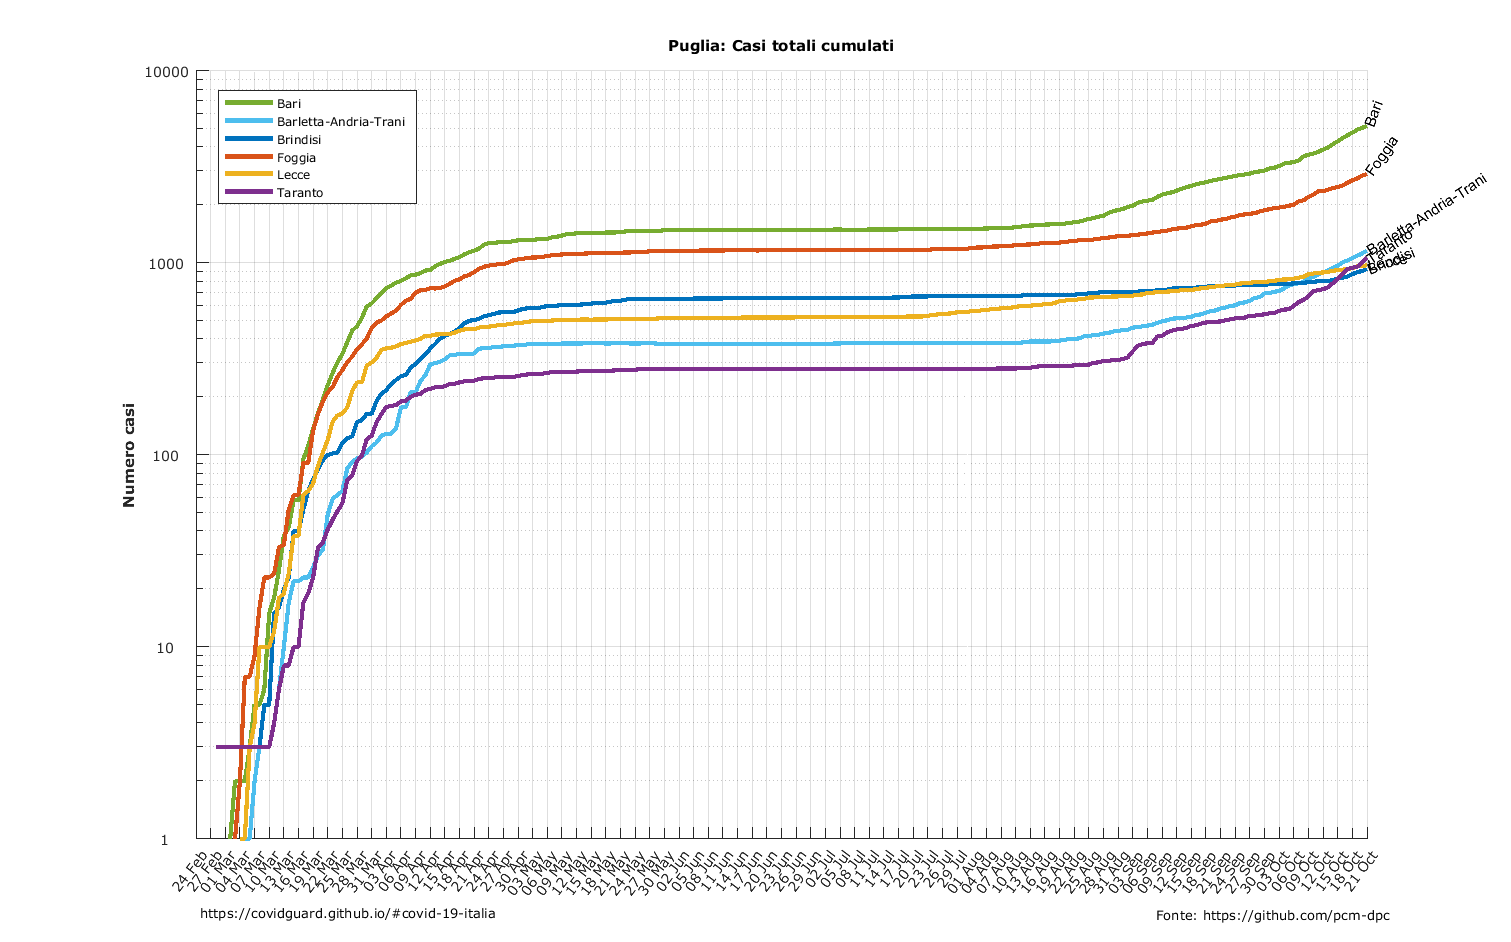 Puglia: Casi totali cumulati
10000
1000
100
10
1
Numero casi
Bari
Barletta-Andria-Trani
Brindisi
Foggia
Lecce
Taranto
Bari
Foggia
Barletta-Andria-Trani
Taranto
Lecce
Brindisi
24 Feb
27 Feb
01 Mar
04 Mar
07 Mar
10 Mar
13 Mar
16 Mar
19 Mar
22 Mar
25 Mar
28 Mar
31 Mar
03 Apr
06 Apr
09 Apr
12 Apr
15 Apr
18 Apr
21 Apr
24 Apr
27 Apr
30 Apr
03 May
06 May
09 May
12 May
15 May
18 May
21 May
24 May
27 May
30 May
02 Jun
05 Jun
08 Jun
11 Jun
14 Jun
17 Jun
20 Jun
23 Jun
26 Jun
29 Jun
02 Jul
05 Jul
08 Jul
11 Jul
14 Jul
17 Jul
20 Jul
23 Jul
26 Jul
29 Jul
01 Aug
04 Aug
07 Aug
10 Aug
13 Aug
16 Aug
19 Aug
22 Aug
25 Aug
28 Aug
31 Aug
03 Sep
06 Sep
09 Sep
12 Sep
15 Sep
18 Sep
21 Sep
24 Sep
27 Sep
30 Sep
03 Oct
06 Oct
09 Oct
12 Oct
15 Oct
18 Oct
21 Oct
https://covidguard.github.io/#covid-19-italia
Fonte: https://github.com/pcm-dpc